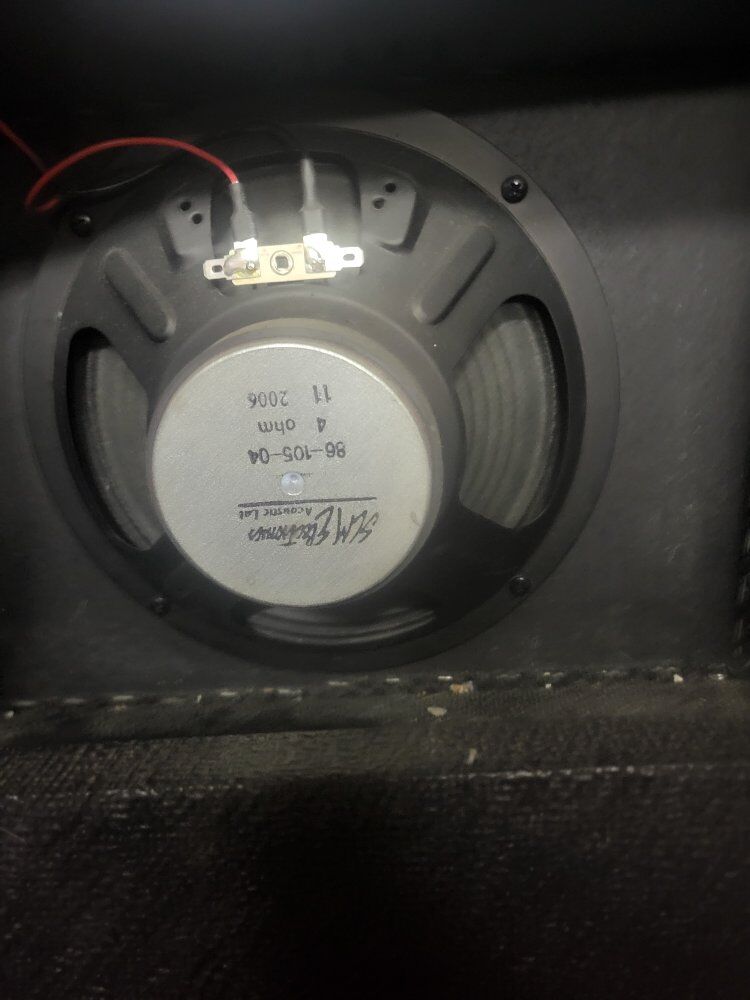 SLM Electronics
Acoustic Lab
86-105-04
4 ohm
11 2006